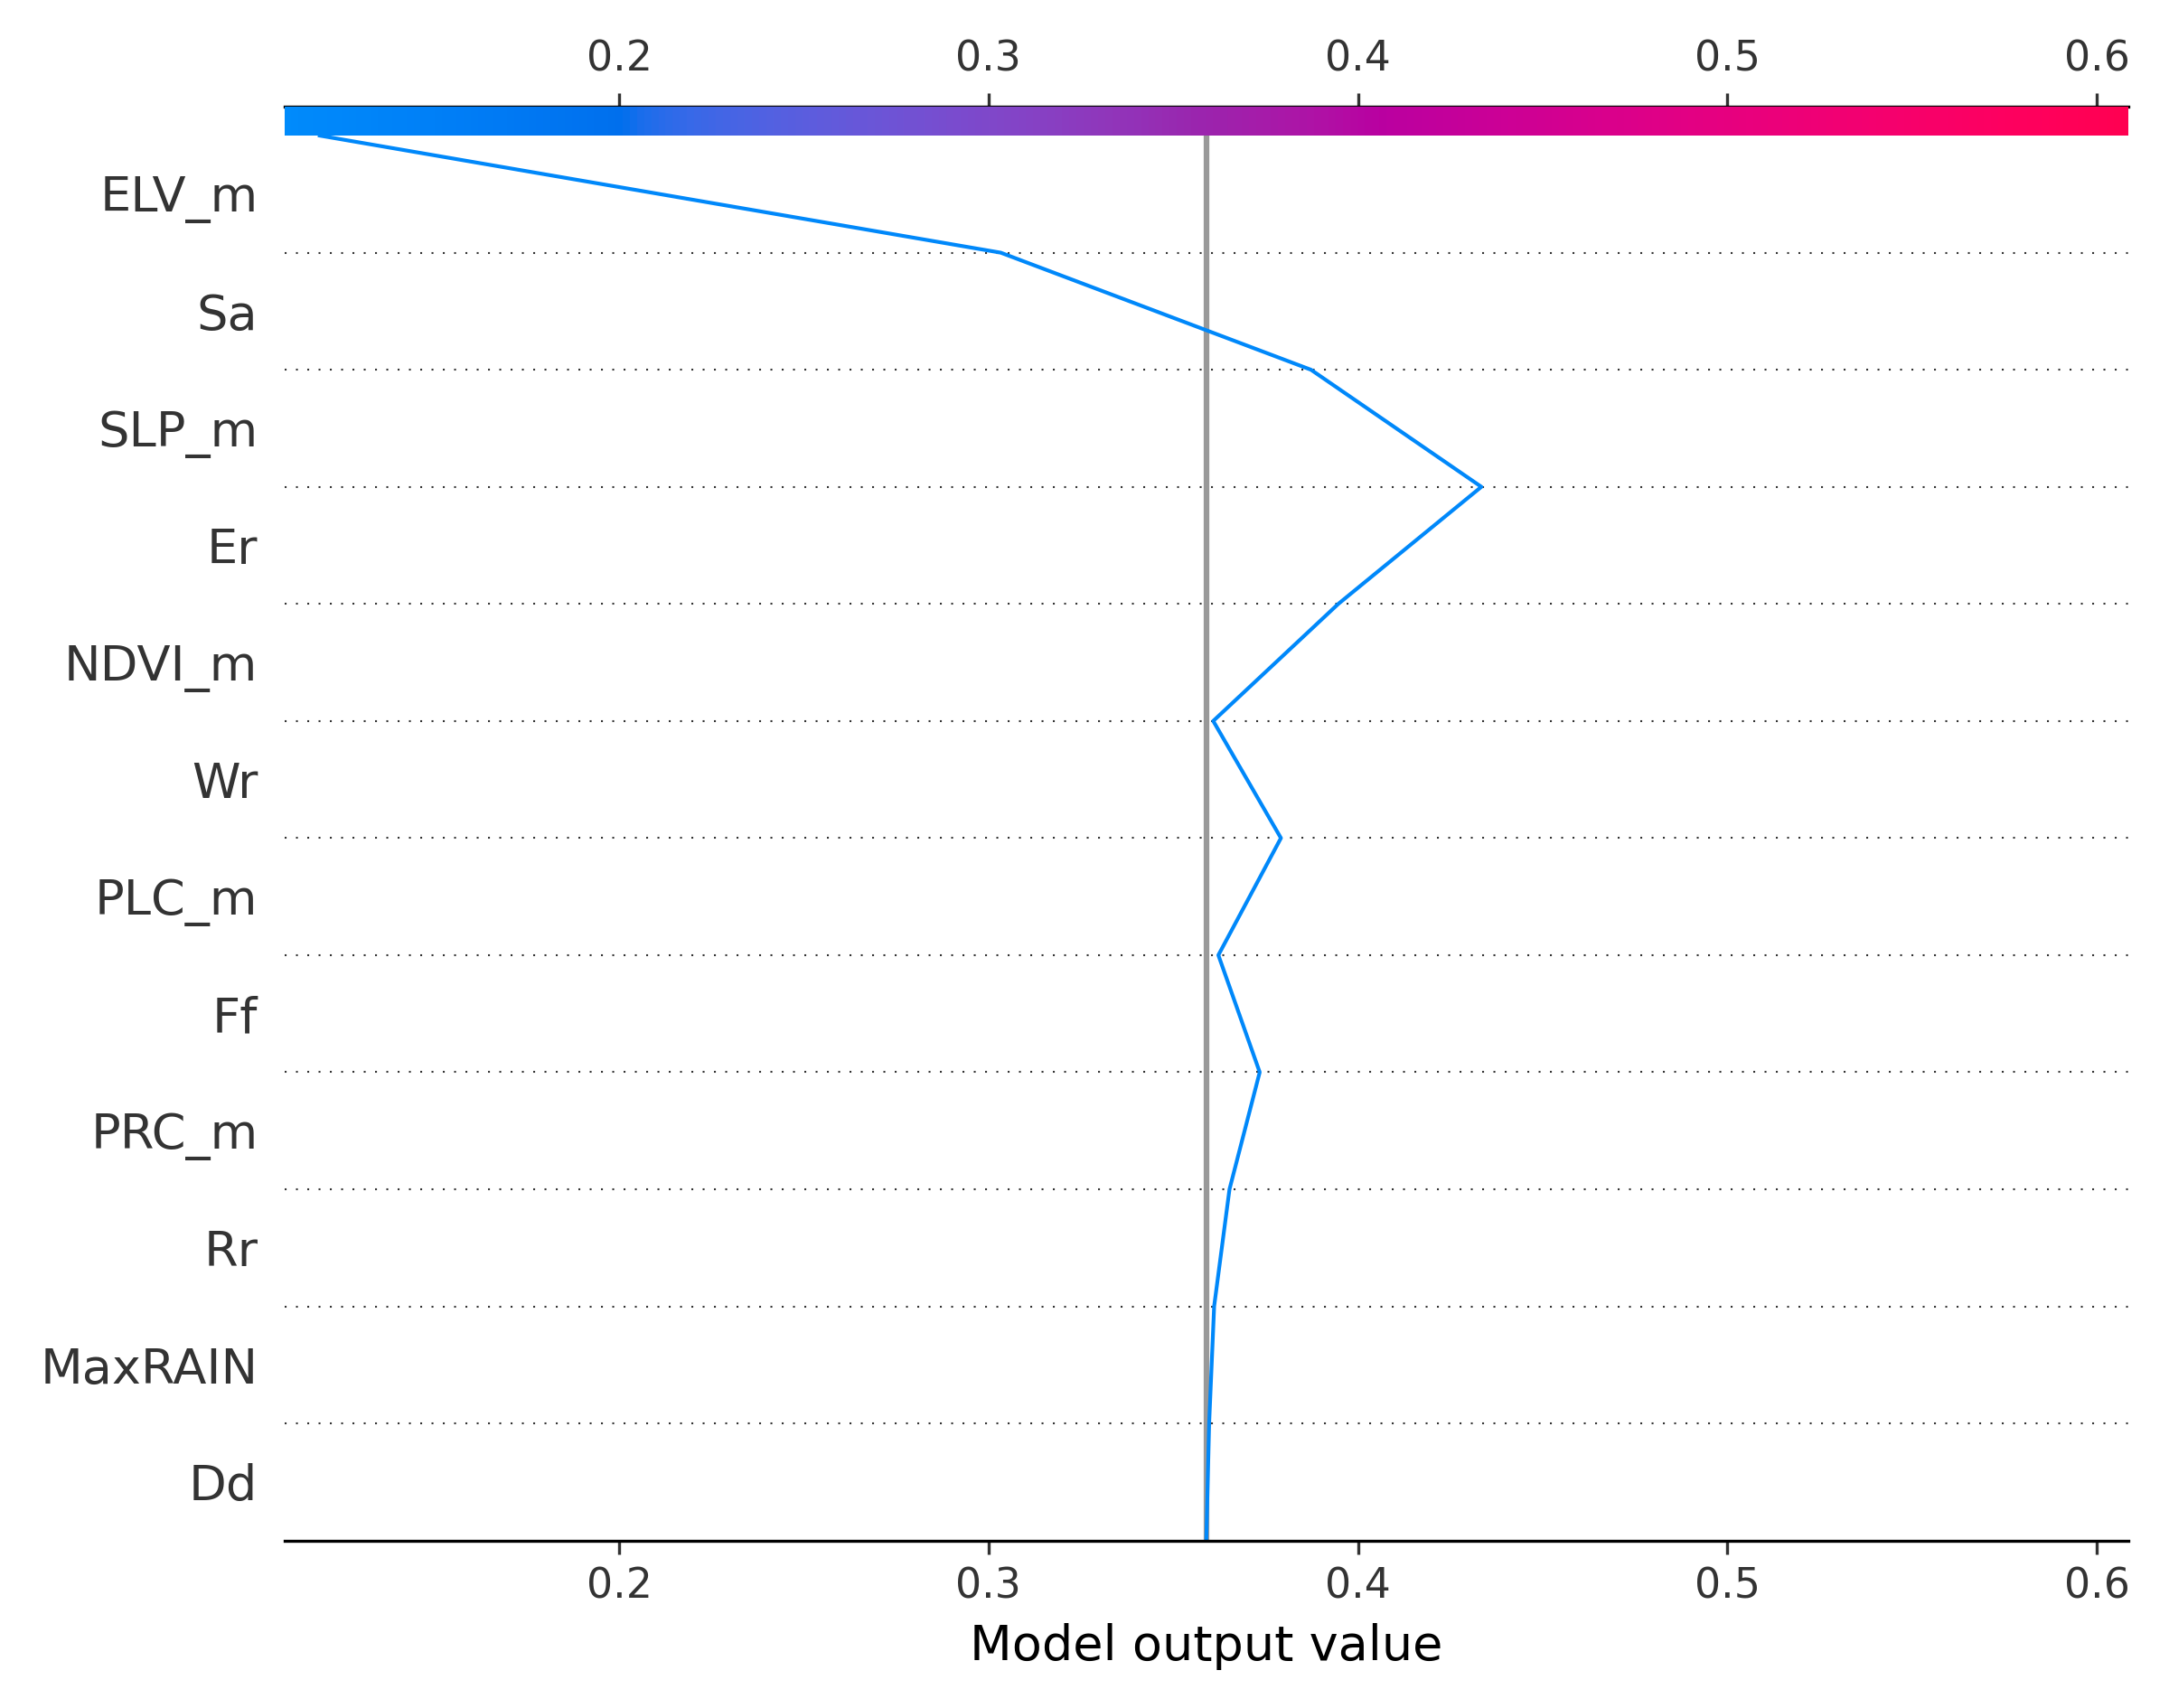 0.2 0.3 0.4 0.5 0.6
ELV_m
Sa
SLP_m
Er
NDVI_m
Wr
PLC_m
Ff
PRC_m
Rr
MaxRAIN
Dd
0.2 0.3 0.4 0.5 0.6
Model output value